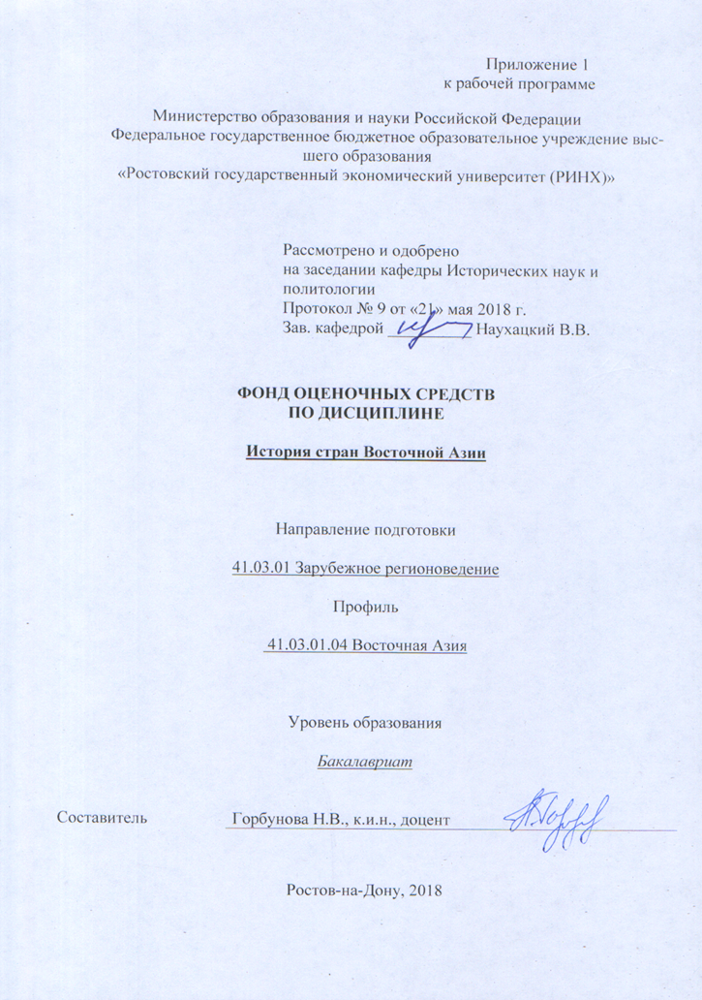 Приложение 1
к рабочей программе
Министерство образования и науки Российской Федерации
Федеральное государственное бюджетное образовательное учреждение выс-
шего образования
«Ростовский государственный экономический университет (РИНХ)»
Рассмотрено и одобрено
на заседании кафедры Исторических наук и
политологии
Протокол № 9 от «21» мая 2018 г.
Зав. кафедрой __________ Наухацкий В.В.
ФОНД ОЦЕНОЧНЫХ СРЕДСТВ
ПО ДИСЦИПЛИНЕ
История стран Восточной Азии
Направление подготовки
41.03.01 Зарубежное регионоведение
Профиль
41.03.01.04 Восточная Азия
Уровень образования
Бакалавриат
Составитель Горбунова Н.В., к.и.н., доцент
Ростов-на-Дону, 2018